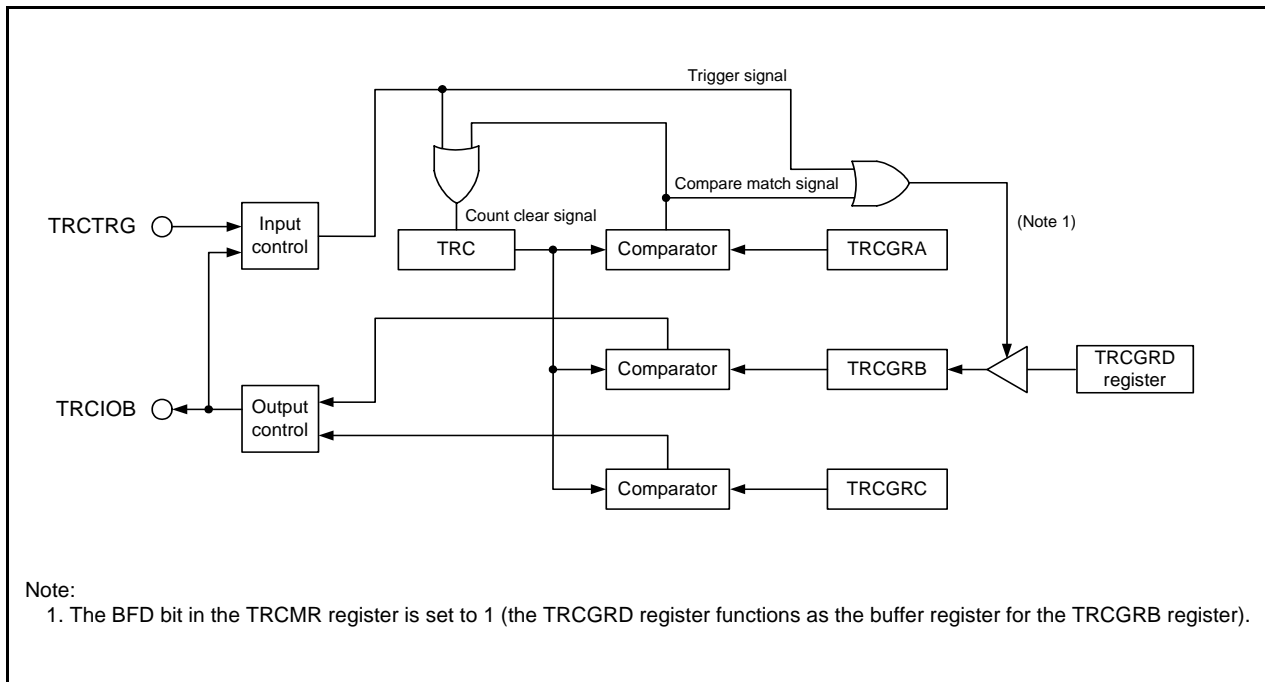 Trigger signal
Compare match signal
TRCTRG
Input
control
Count clear signal
(Note 1)
TRC
Comparator
TRCGRA
Comparator
TRCGRB
TRCGRD
register
TRCIOB
Output
control
Comparator
TRCGRC
Note:
1. The BFD bit in the TRCMR register is set to 1 (the TRCGRD register functions as the buffer register for the TRCGRB register).